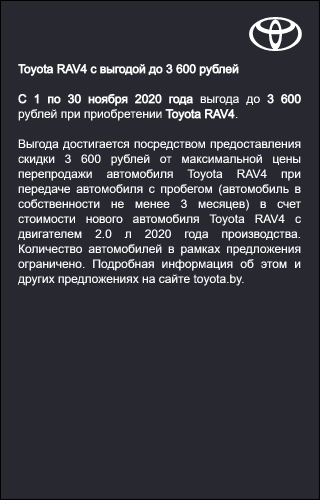 Toyota RAV4 с выгодой до 3 600 рублей
С 1 по 30 ноября 2020 года выгода до 3 600
рублей при приобретении Toyota RAV4.
Выгода достигается посредством предоставления
скидки 3 600 рублей от максимальной цены
перепродажи автомобиля Toyota RAV4 при
передаче автомобиля с пробегом (автомобиль в
собственности не менее 3 месяцев) в счет
стоимости нового автомобиля Toyota RAV4 с
двигателем 2.0 л 2020 года производства.
Количество автомобилей в рамках предложения
ограничено. Подробная информация об этом и
других предложениях на сайте toyota.by.